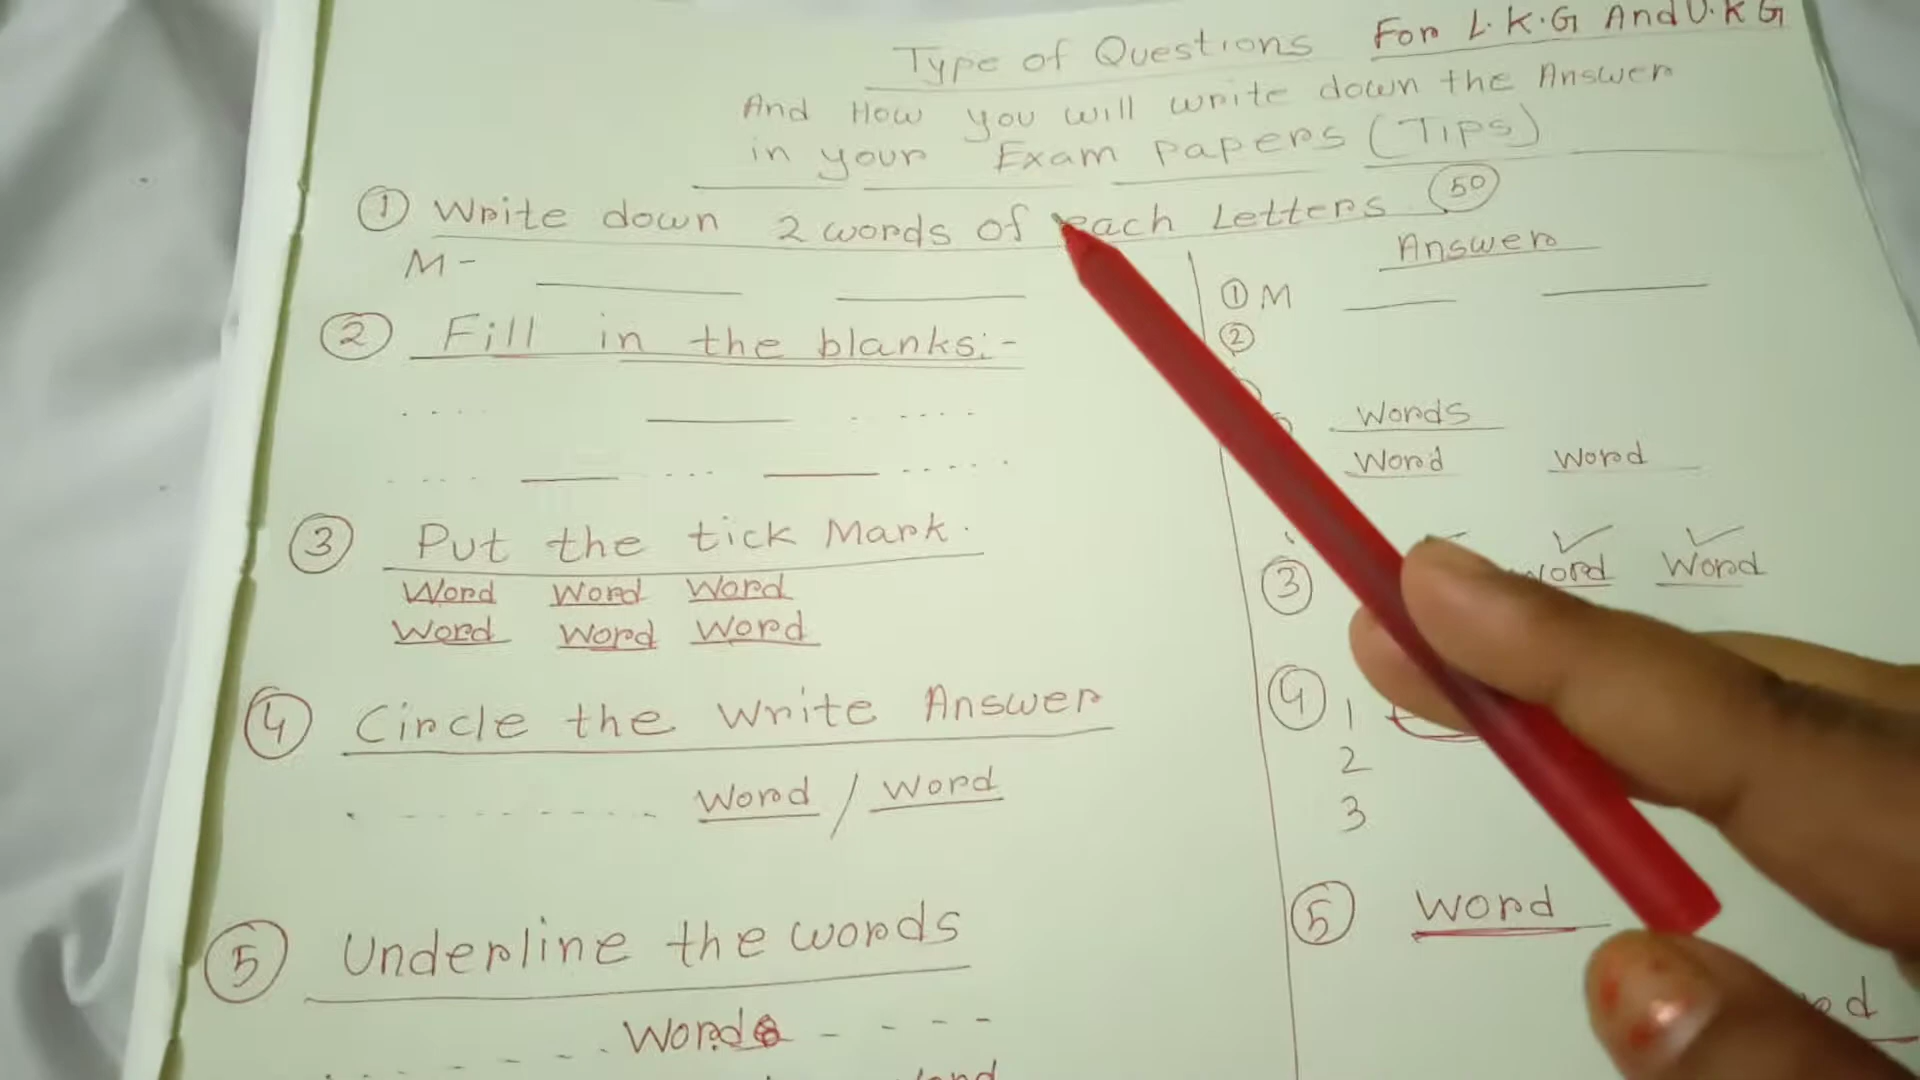 Type of Questions For L.K.G And U.K G
And How you will write down the Answer
in your Exam papers (Tips)
① Write down 2 words of each Letters 50
M -
② Fill in the blanks:-
③ Put the tick Mark.
Word Word Word
Word Word Word
④ Circle the Write Answer
Word / Word
⑤ Underline the words
Words
Answer
① M
②
Words
Word Word
③ word Word
④ 1
2
3
⑤ Word